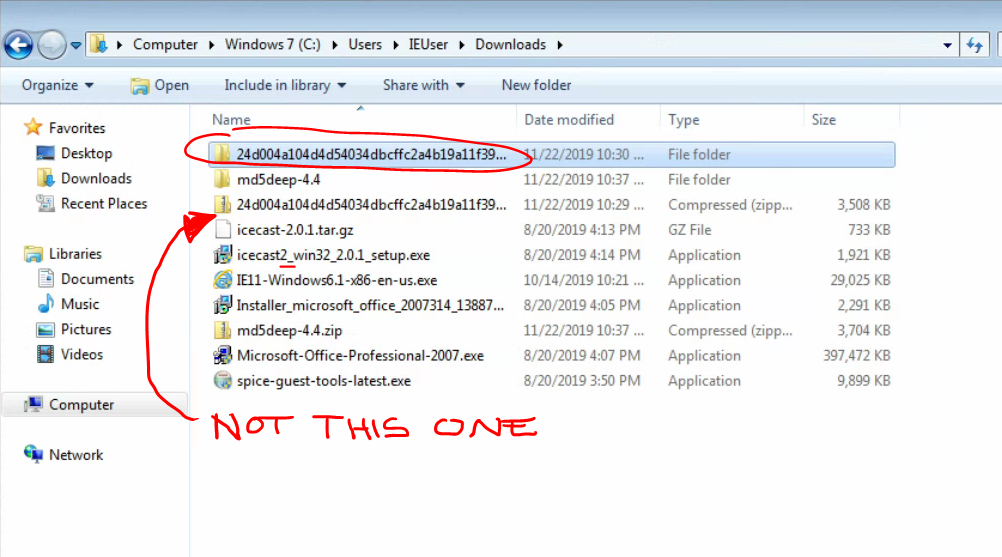 Computer Windows 7 (C:) Users IEUser Downloads
Organize Open Include in library Share with New folder
Name Date modified Type Size
Favorites
Desktop
Downloads
Recent Places
Libraries
Documents
Music
Pictures
Videos
Computer
Network
24d004a104d4d54034dbcffc2a4b19a11f39... 11/22/2019 10:30 ... File folder
md5deep-4.4 11/22/2019 10:37 ... File folder
24d004a104d4d54034dbcffc2a4b19a11f39... 11/22/2019 10:29 ... Compressed (zipp... 3,508 KB
icecast-2.0.1.tar.gz 8/20/2019 4:13 PM GZ File 733 KB
icecast2_win32_2.0.1_setup.exe 8/20/2019 4:14 PM Application 1,921 KB
IE11-Windows6.1-x86-en-us.exe 10/14/2019 10:21 ... Application 29,025 KB
Installer_microsoft_office_2007314_13887... 8/20/2019 4:05 PM Application 2,291 KB
md5deep-4.4.zip 11/22/2019 10:37 ... Compressed (zipp... 3,704 KB
Microsoft-Office-Professional-2007.exe 8/20/2019 4:07 PM Application 397,472 KB
spice-guest-tools-latest.exe 8/20/2019 3:50 PM Application 9,899 KB
NOT THIS ONE